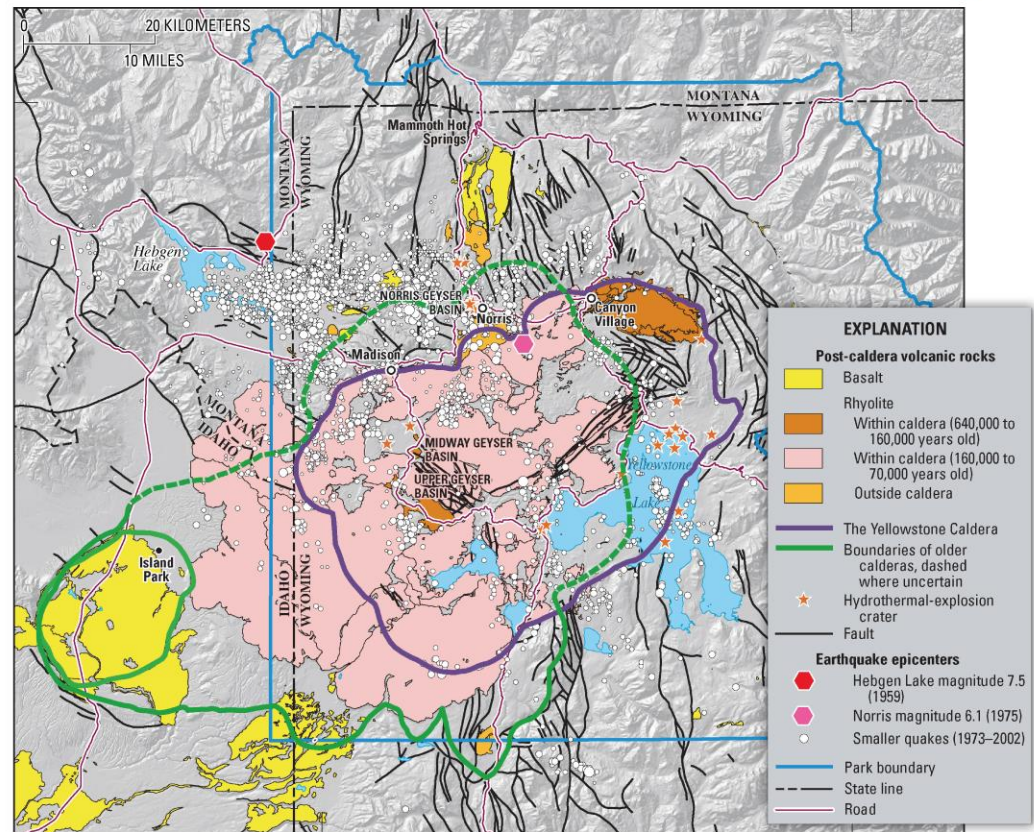 0 20 KILOMETERS
10 MILES
MONTANA
WYOMING
Mammoth Hot
Springs
MONTANA
WYOMING
Hebgen
Lake
NORRIS GEYSER
BASIN
Norris
Canyon
Village
Madison
MONTANA
IDAHO
MIDWAY GEYSER
BASIN
UPPER GEYSER
BASIN
Yellowstone
Lake
Island
Park
IDAHO
WYOMING
EXPLANATION
Post-caldera volcanic rocks
Basalt
Rhyolite
Within caldera (640,000 to
160,000 years old)
Within caldera (160,000 to
70,000 years old)
Outside caldera
The Yellowstone Caldera
Boundaries of older
calderas, dashed
where uncertain
Hydrothermal-explosion
crater
Fault
Earthquake epicenters
Hebgen Lake magnitude 7.5
(1959)
Norris magnitude 6.1 (1975)
Smaller quakes (1973–2002)
Park boundary
State line
Road